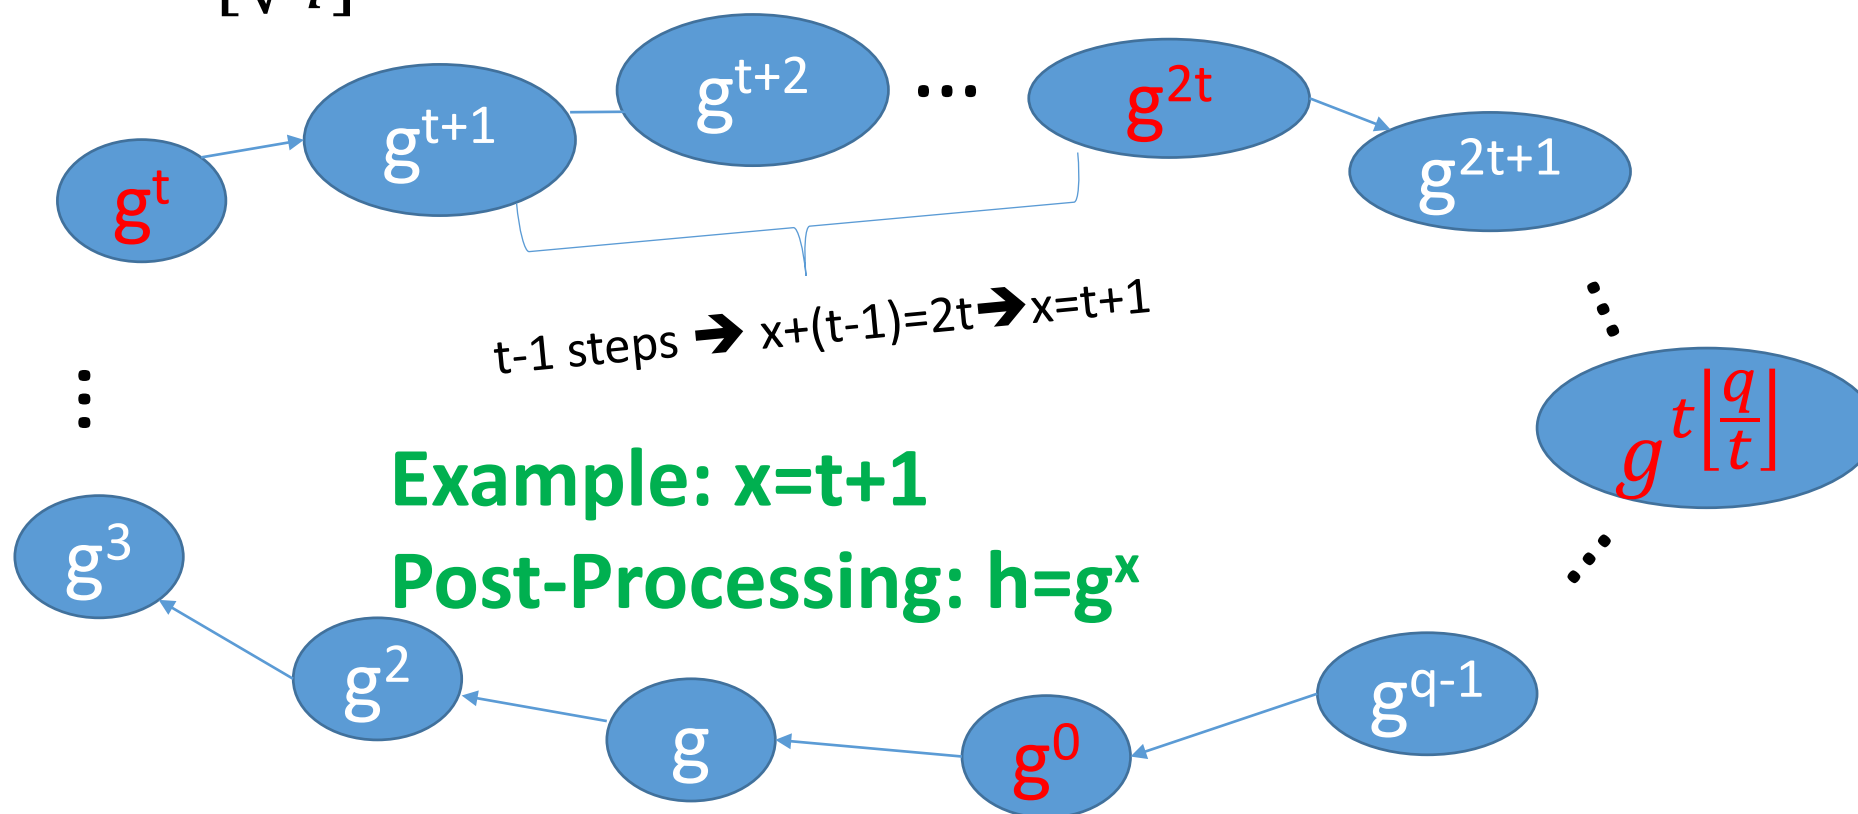 g^t
g^{t+1}
g^{t+2}
...
g^{2t}
g^{2t+1}
...
t-1 steps ➔ x+(t-1)=2t➔x=t+1
...
g^{t⌊q/t⌋}
Example: x=t+1
Post-Processing: h=g^x
...
g^3
g^2
g
g^0
g^{q-1}